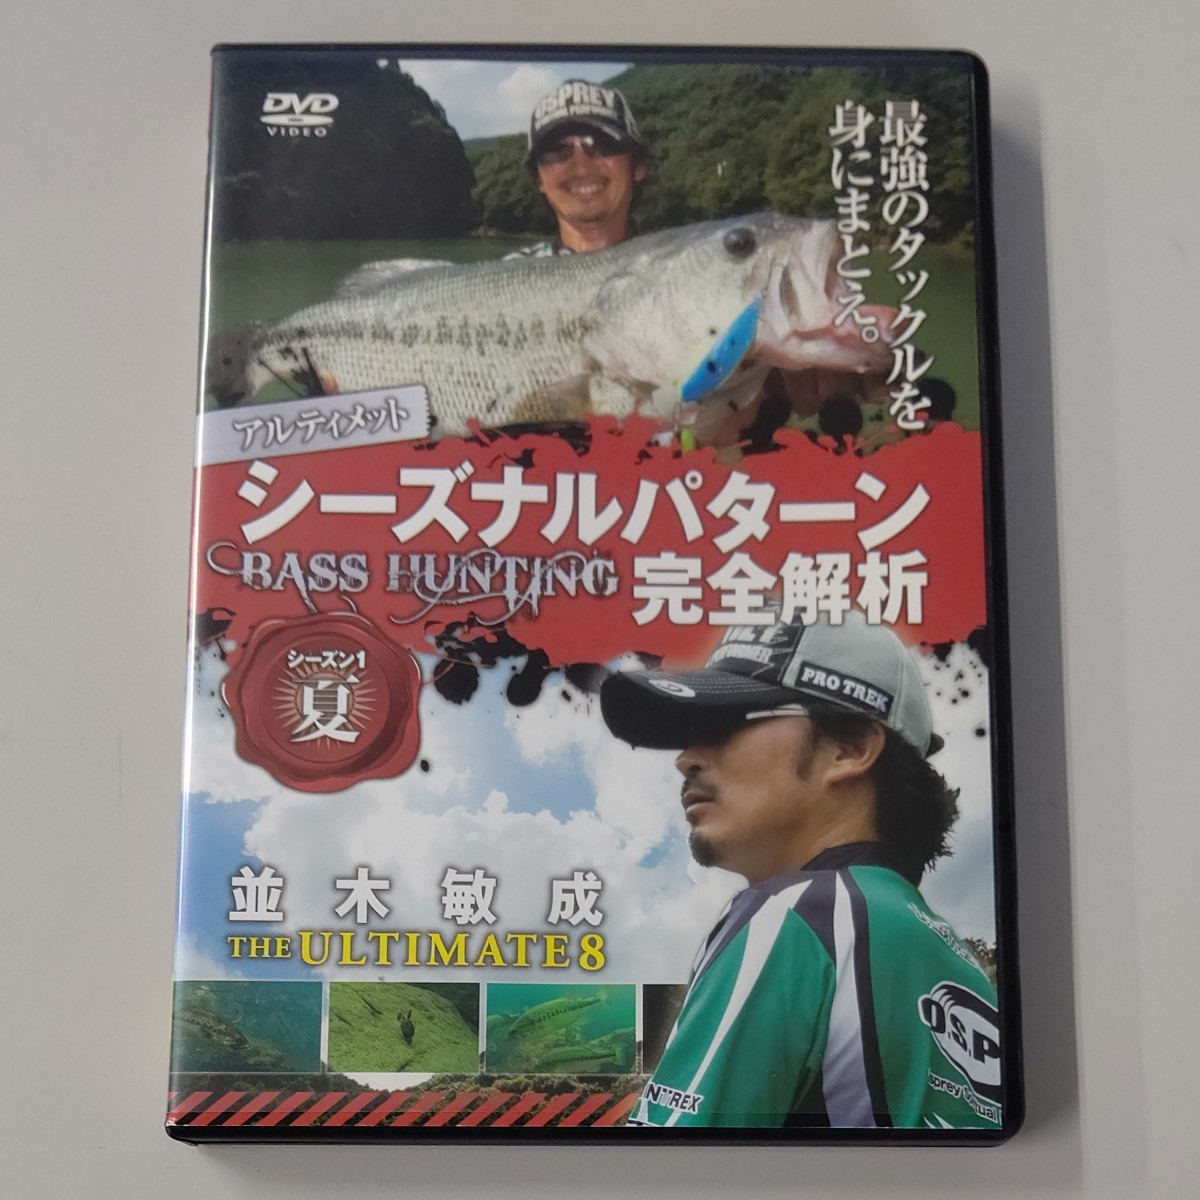 DVD
VIDEO
OSPREY
最強のタックルを
身にまとえ。
アルティメット
シーズナルパターン
BASS HUNTING 完全解析
シーズン1
夏
PRO TREK
並木敏成
THE ULTIMATE 8
O.S.P
NTREX